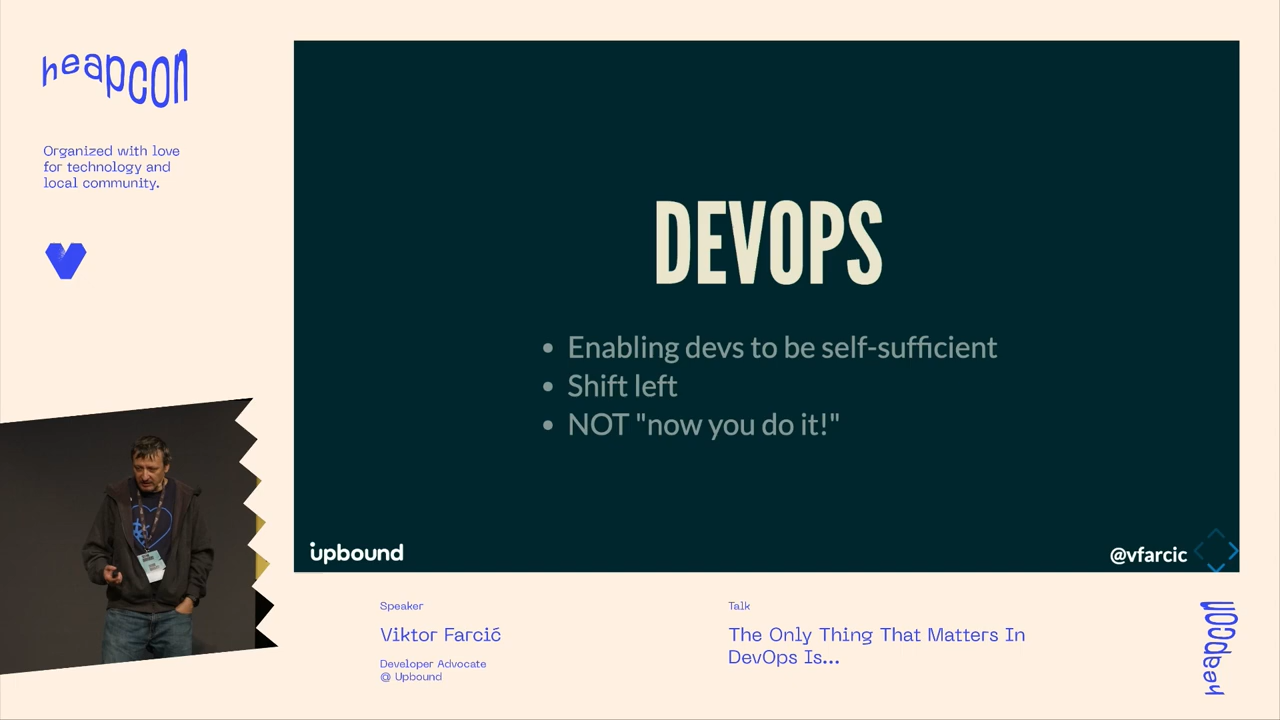 heapcon
Organized with love
for technology and
local community.
DEVOPS
• Enabling devs to be self-sufficient
• Shift left
• NOT "now you do it!"
upbound
@vfarcic
Speaker
Viktor Farcić
Developer Advocate
@ Upbound
Talk
The Only Thing That Matters In
DevOps Is...
heapcon